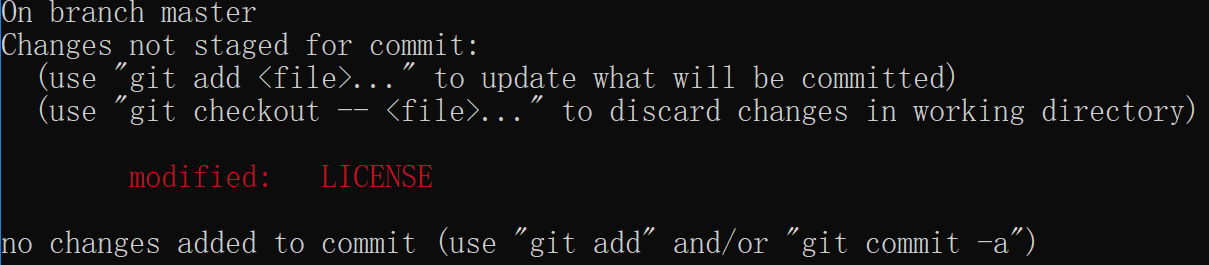 On branch master
Changes not staged for commit:
  (use "git add <file>..." to update what will be committed)
  (use "git checkout -- <file>..." to discard changes in working directory)
        modified:   LICENSE
no changes added to commit (use "git add" and/or "git commit -a")